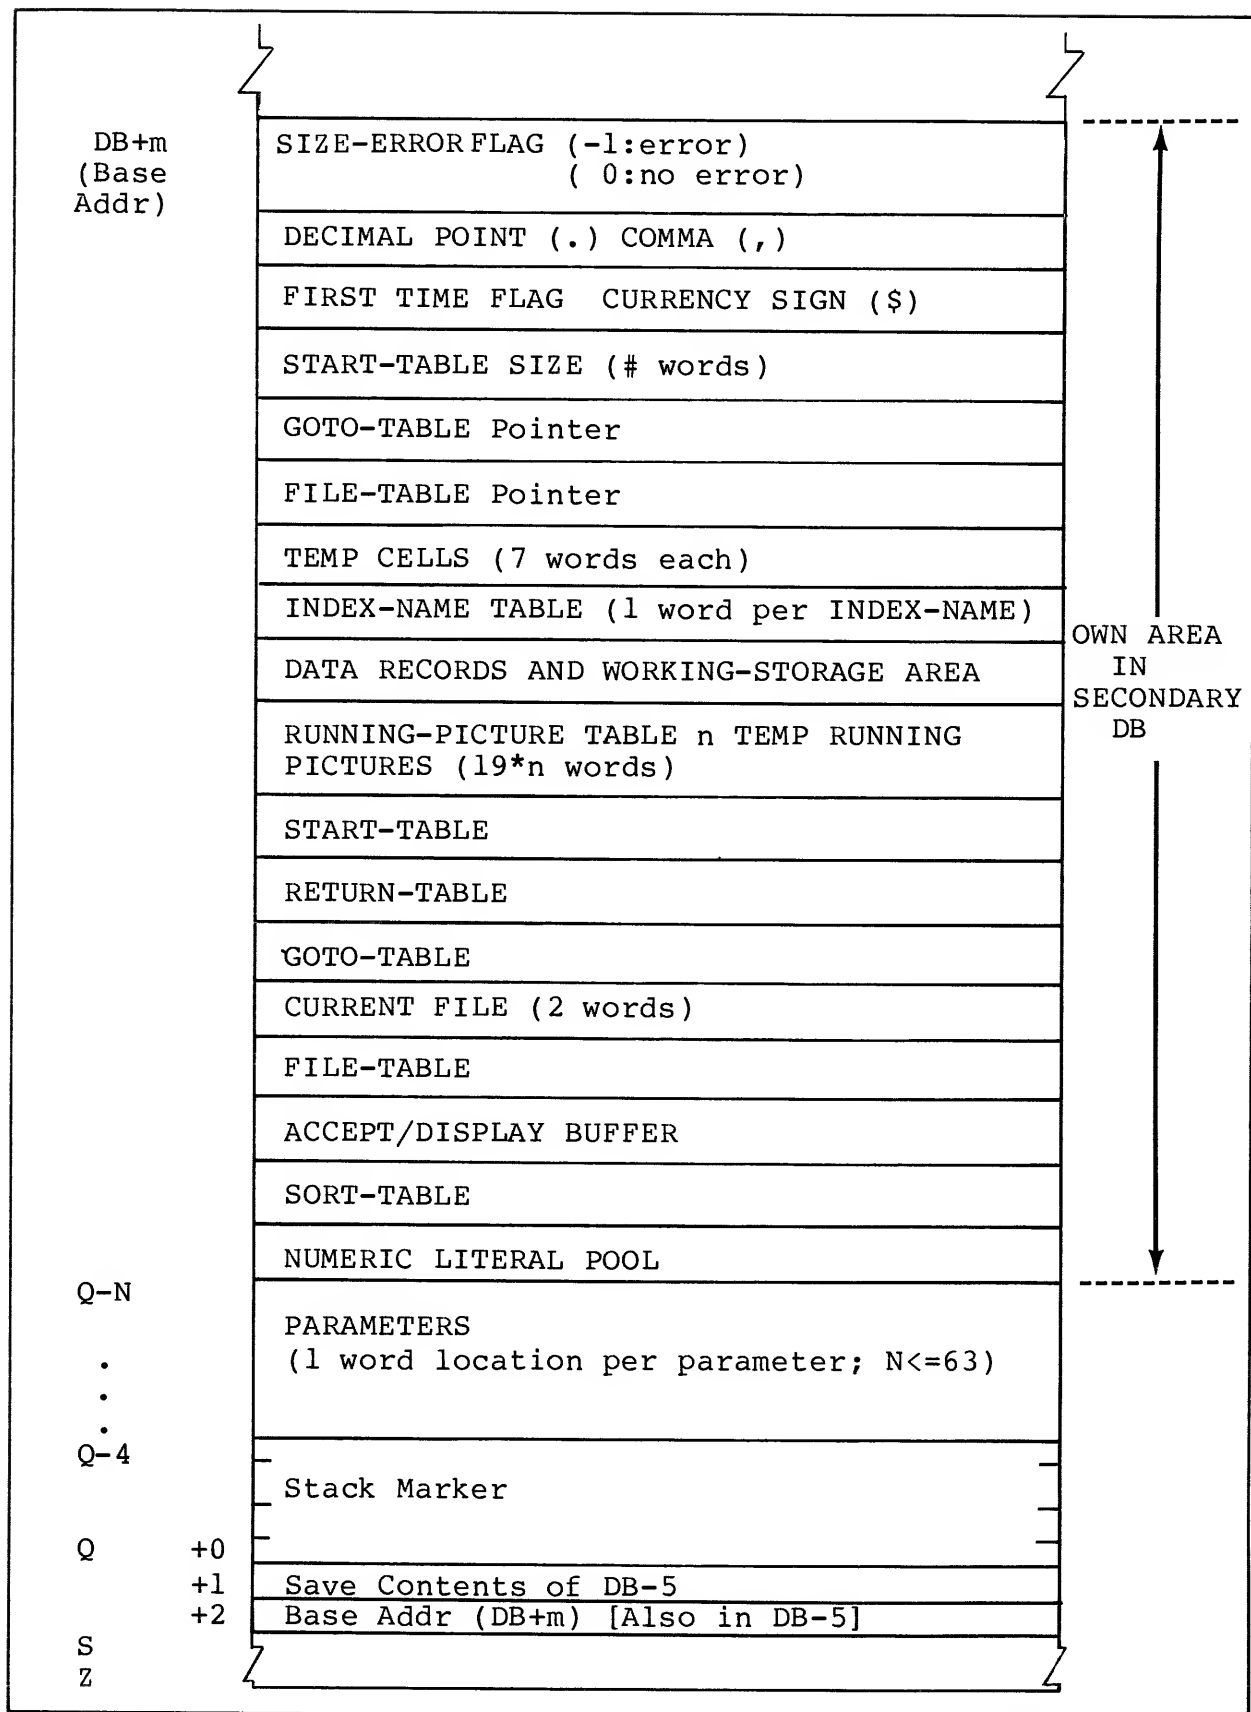 DB+m
(Base
Addr)
SIZE-ERROR FLAG (-1:error)
( 0:no error)
DECIMAL POINT (.) COMMA (,)
FIRST TIME FLAG CURRENCY SIGN ($)
START-TABLE SIZE (# words)
GOTO-TABLE Pointer
FILE-TABLE Pointer
TEMP CELLS (7 words each)
INDEX-NAME TABLE (1 word per INDEX-NAME)
DATA RECORDS AND WORKING-STORAGE AREA
RUNNING-PICTURE TABLE n TEMP RUNNING
PICTURES (19*n words)
START-TABLE
RETURN-TABLE
GOTO-TABLE
CURRENT FILE (2 words)
FILE-TABLE
ACCEPT/DISPLAY BUFFER
SORT-TABLE
NUMERIC LITERAL POOL
OWN AREA
IN
SECONDARY
DB
Q-N
PARAMETERS
(1 word location per parameter; N<=63)
.
.
.
Q-4
Stack Marker
Q +0
+1 Save Contents of DB-5
+2 Base Addr (DB+m) [Also in DB-5]
S
Z